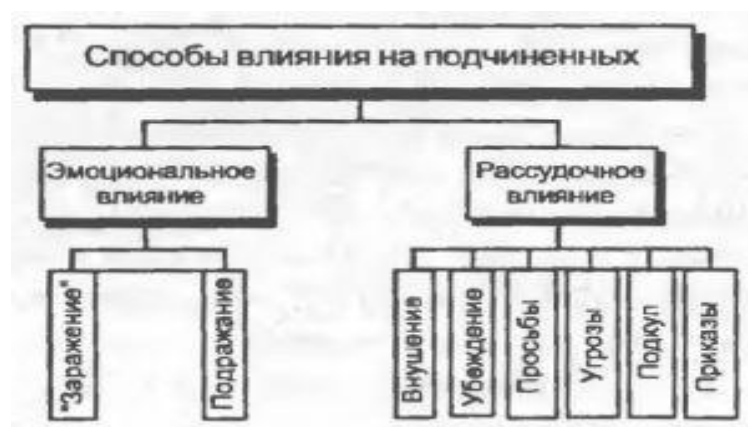 Способы влияния на подчиненных
Эмоциональное
влияние
Рассудочное
влияние
"Заражение"
Подражание
Внушение
Убеждение
Просьбы
Угрозы
Подкуп
Приказы